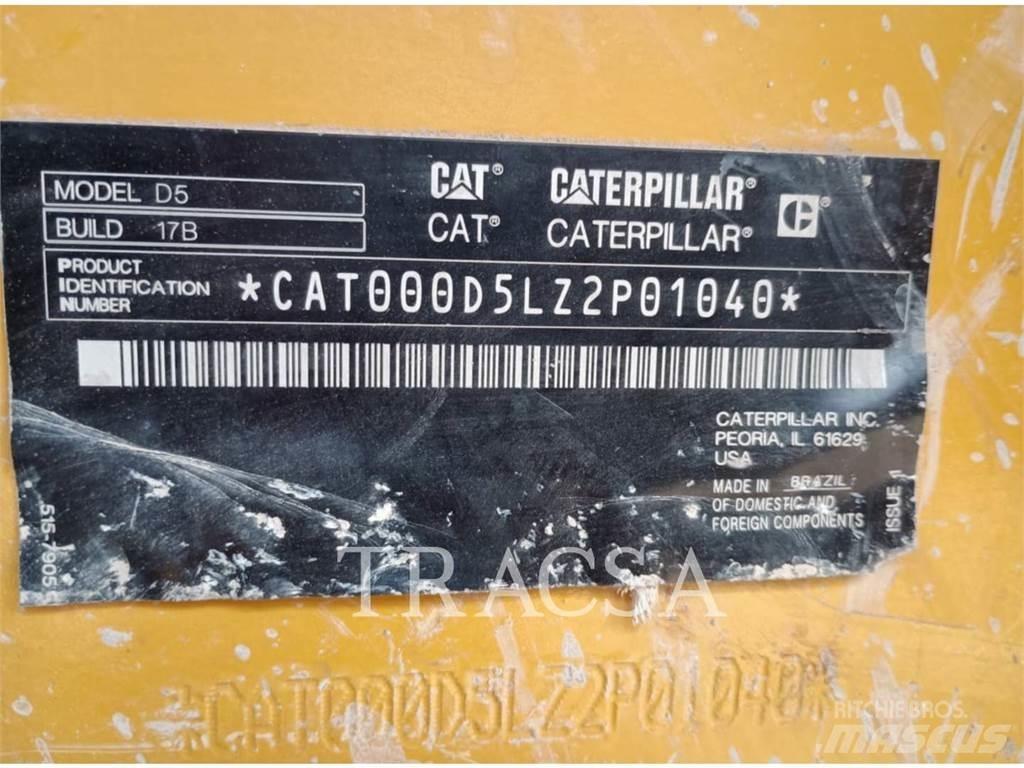 MODEL D5
BUILD 17B
CAT® CATERPILLAR®
CAT® CATERPILLAR®
PRODUCT
IDENTIFICATION
NUMBER
*CAT000D5LZ2P01040*
CATERPILLAR INC.
PEORIA, IL 61629
USA
MADE IN BRAZIL
OF DOMESTIC AND
FOREIGN COMPONENTS
ISSUE 1
TRACSA
*CAT000D5LZ2P01040*
RITCHIE BROS.
MASCUS